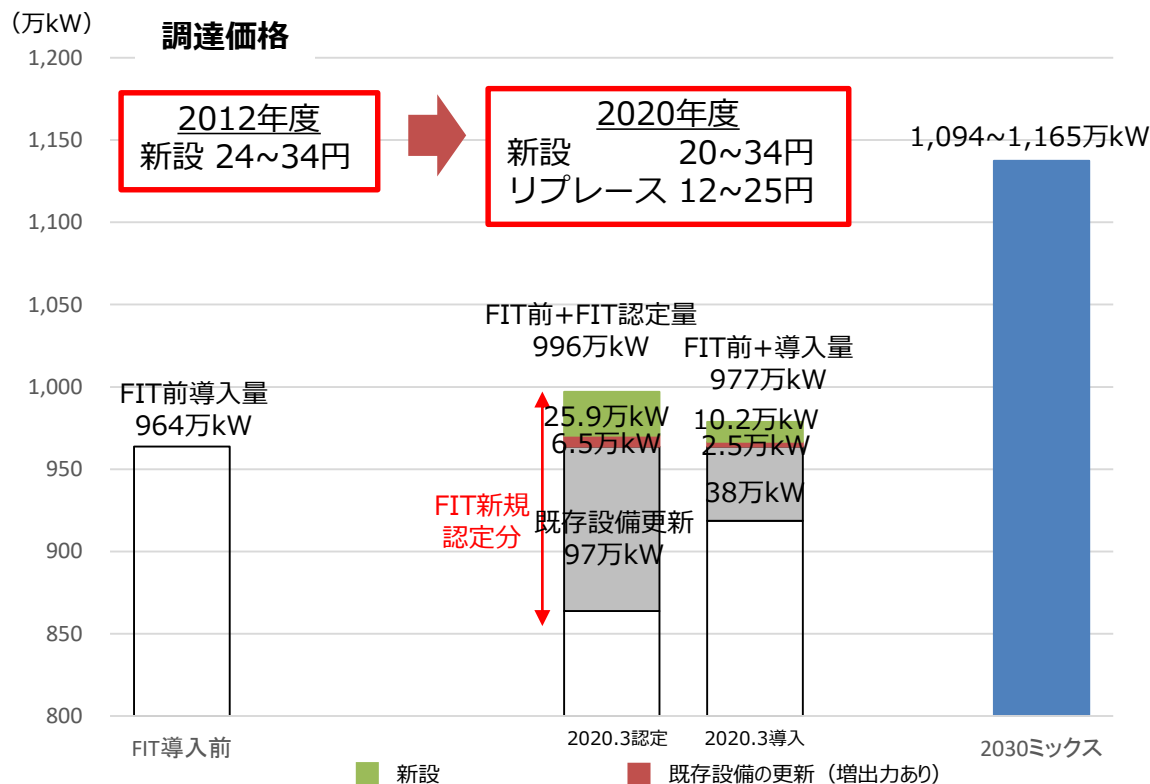 （万kW）
調達価格
1,200
1,150
1,100
1,050
1,000
950
900
850
800
2012年度
新設 24~34円
2020年度
新設 20~34円
リプレース 12~25円
1,094~1,165万kW
FIT前導入量
964万kW
FIT前+FIT認定量
996万kW
FIT前+導入量
977万kW
25.9万kW
6.5万kW
10.2万kW
2.5万kW
38万kW
FIT新規
認定分
既存設備更新
97万kW
FIT導入前
2020.3認定
2020.3導入
2030ミックス
新設
既存設備の更新（増出力あり）